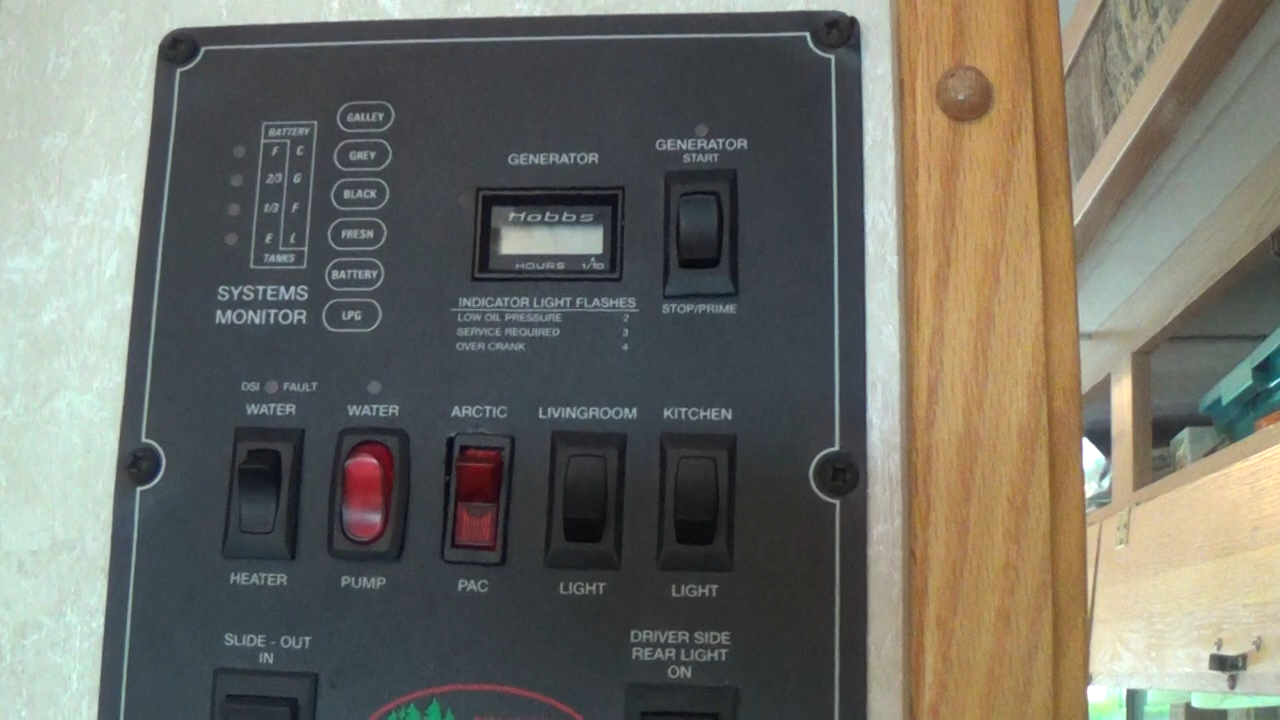 BATTERY
F C
2/3 G
1/3 F
E L
TANKS
GALLEY
GREY
BLACK
FRESH
BATTERY
LPG
SYSTEMS
MONITOR
GENERATOR
Hobbs
HOURS 1/10
INDICATOR LIGHT FLASHES
LOW OIL PRESSURE 2
SERVICE REQUIRED 3
OVER CRANK 4
GENERATOR
START
STOP/PRIME
DSI FAULT
WATER
HEATER
WATER
PUMP
ARCTIC
PAC
LIVINGROOM
LIGHT
KITCHEN
LIGHT
SLIDE - OUT
IN
DRIVER SIDE
REAR LIGHT
ON